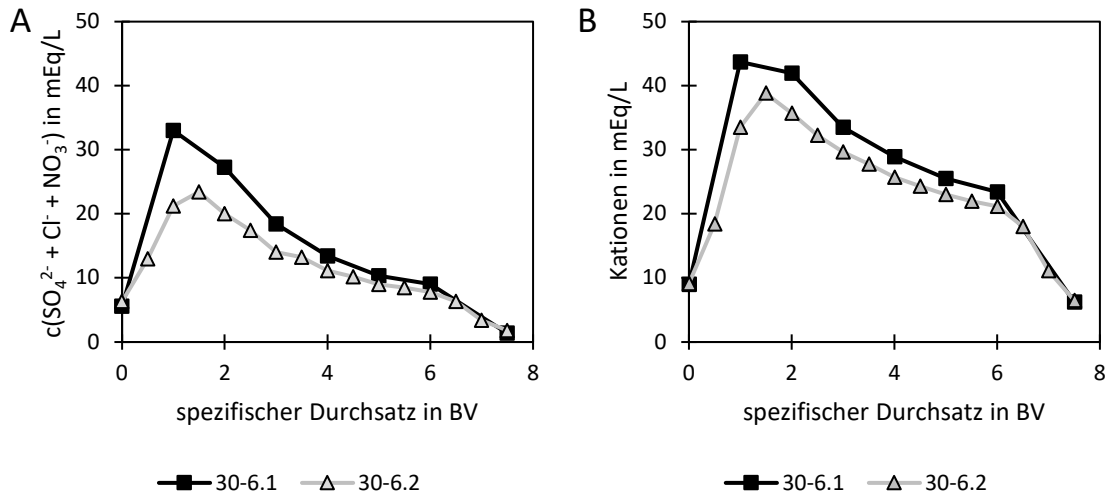 A
c(SO₄²⁻ + Cl⁻ + NO₃⁻) in mEq/L
50
40
30
20
10
0
0 2 4 6 8
spezifischer Durchsatz in BV
30-6.1 30-6.2
B
Kationen in mEq/L
50
40
30
20
10
0
0 2 4 6 8
spezifischer Durchsatz in BV
30-6.1 30-6.2